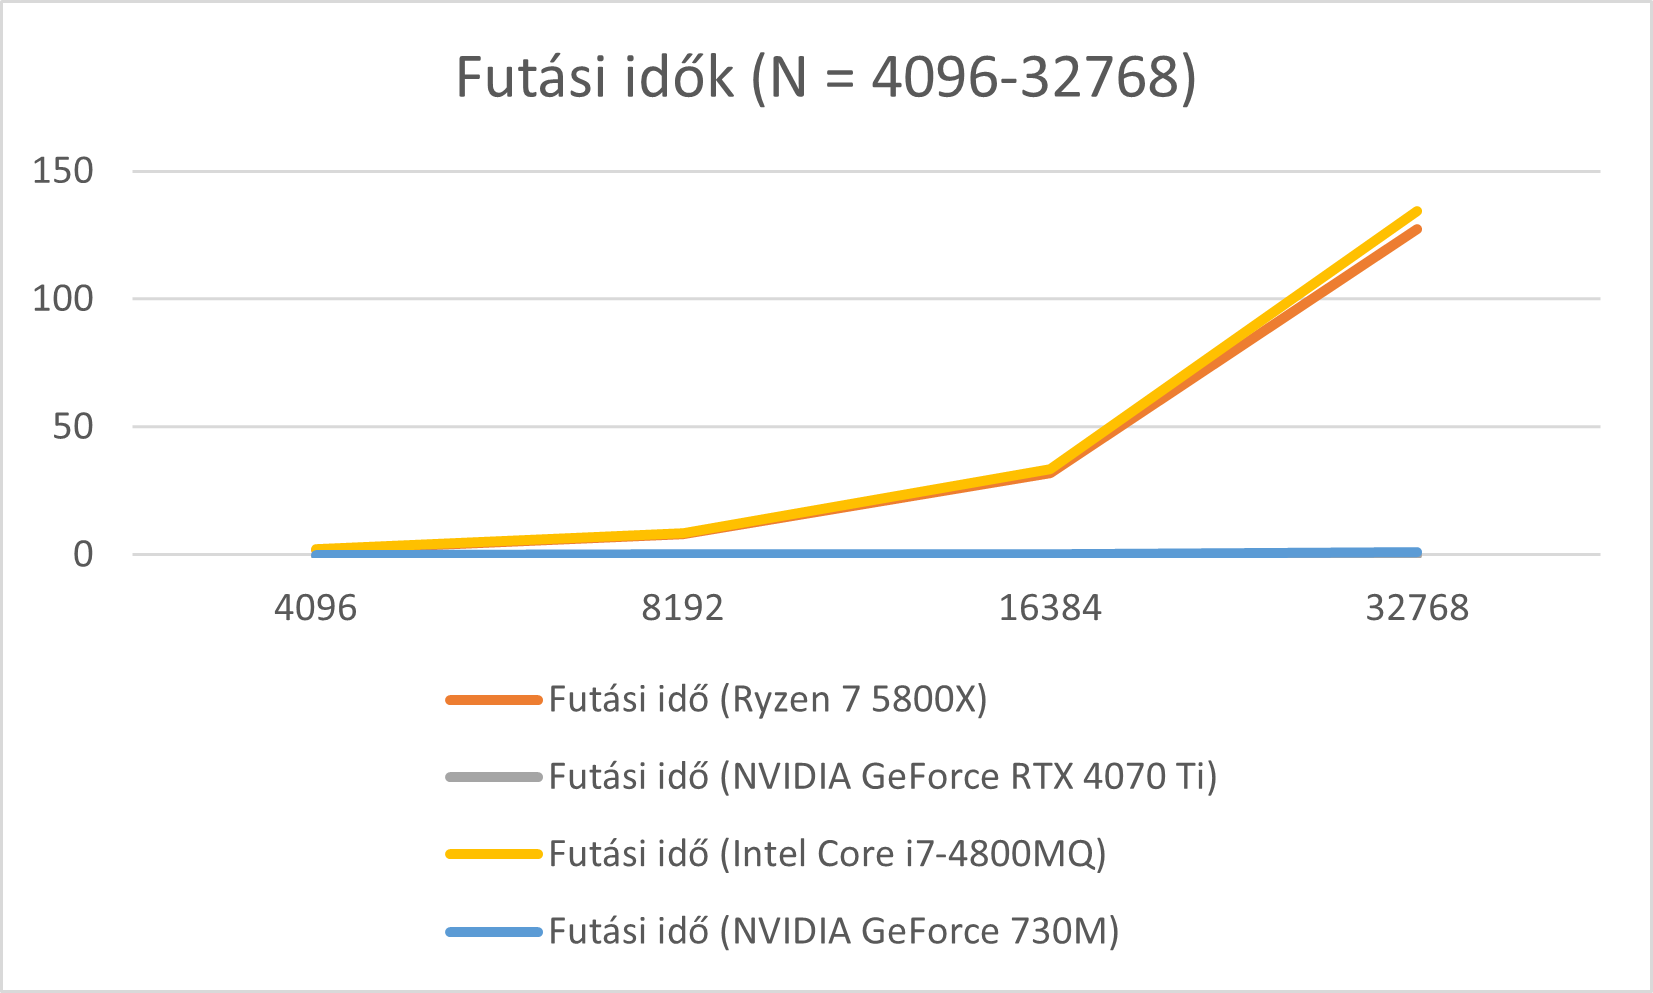 Futási idők (N = 4096-32768)
150
100
50
0
4096 8192 16384 32768
Futási idő (Ryzen 7 5800X)
Futási idő (NVIDIA GeForce RTX 4070 Ti)
Futási idő (Intel Core i7-4800MQ)
Futási idő (NVIDIA GeForce 730M)